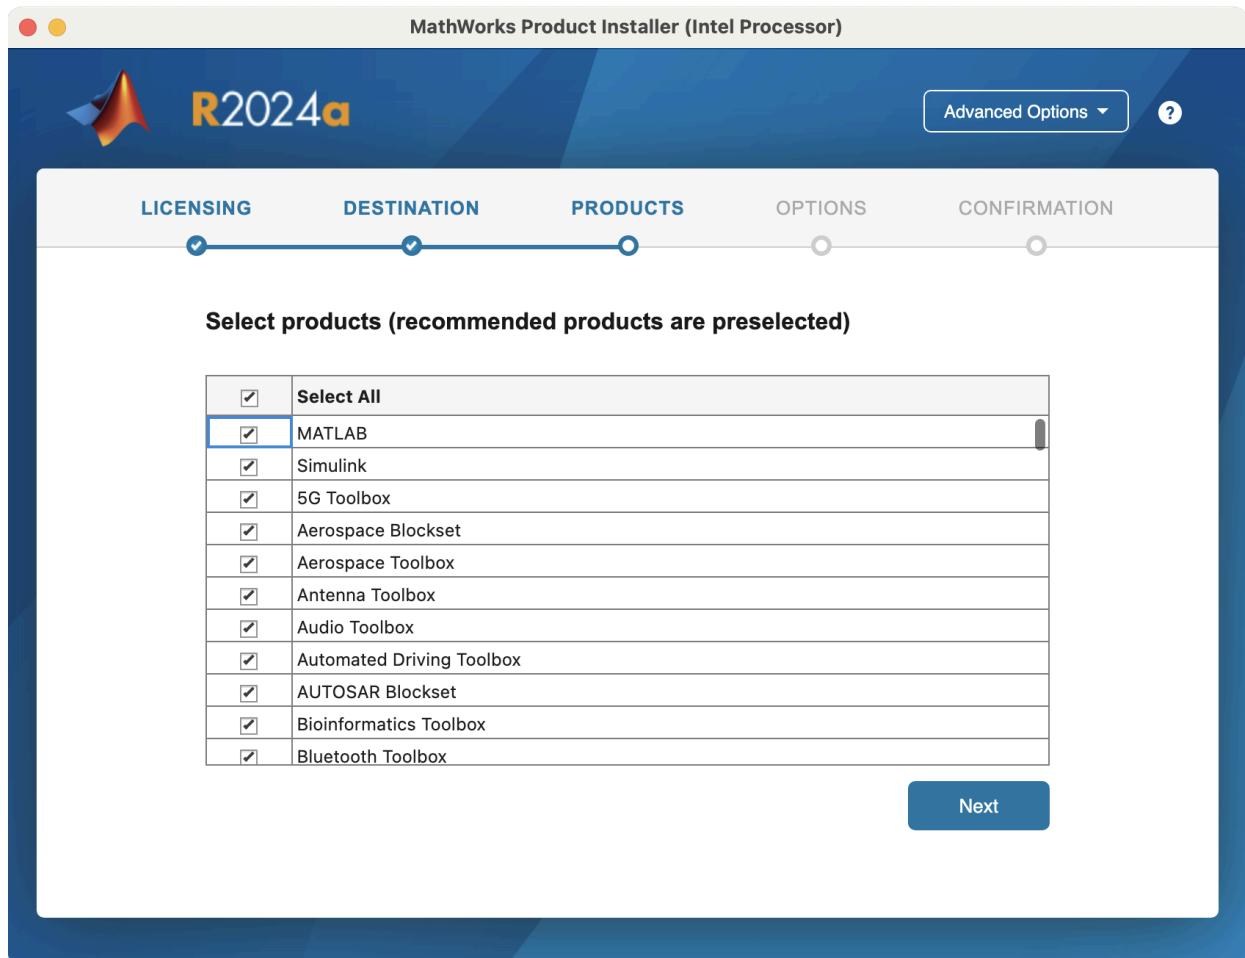 MathWorks Product Installer (Intel Processor)
R2024a
Advanced Options
?
LICENSING
DESTINATION
PRODUCTS
OPTIONS
CONFIRMATION
Select products (recommended products are preselected)
Select All
MATLAB
Simulink
5G Toolbox
Aerospace Blockset
Aerospace Toolbox
Antenna Toolbox
Audio Toolbox
Automated Driving Toolbox
AUTOSAR Blockset
Bioinformatics Toolbox
Bluetooth Toolbox
Next